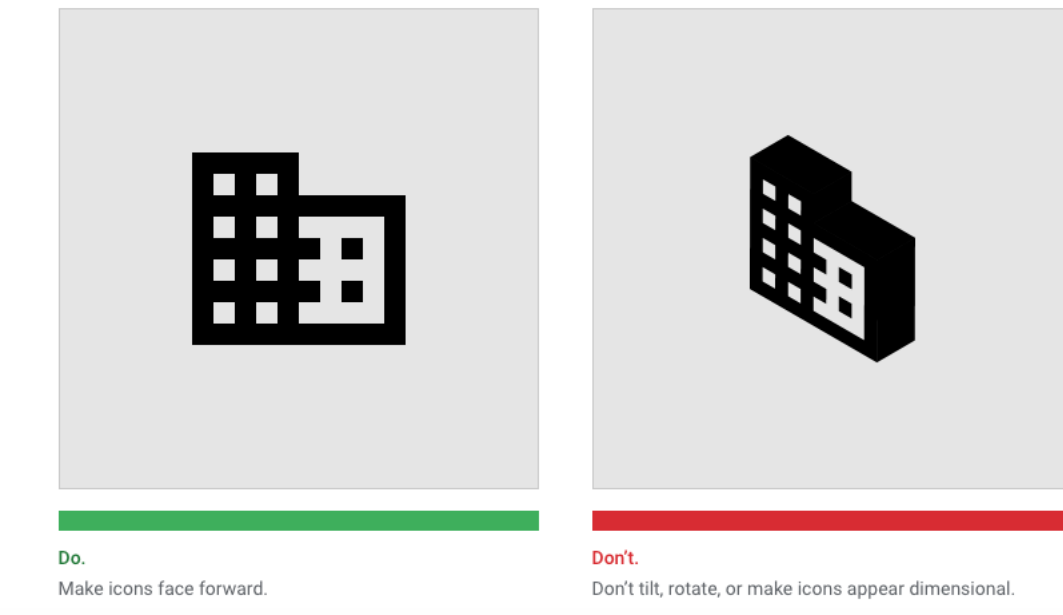 Do.
Make icons face forward.
Don’t.
Don’t tilt, rotate, or make icons appear dimensional.